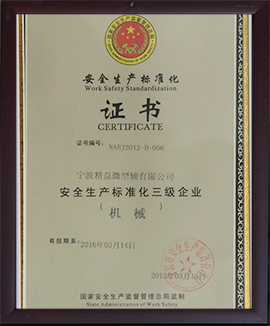 安全生产标准化
Work Safety Standardization
证书
CERTIFICATE
证书编号: NABJ2012-0-066
宁波精益微型轴有限公司
安全生产标准化三级企业
(机械)
有效期至:
2016年03月14日
2013年03月
国家安全生产监督管理总局监制
State Administration of Work Safety